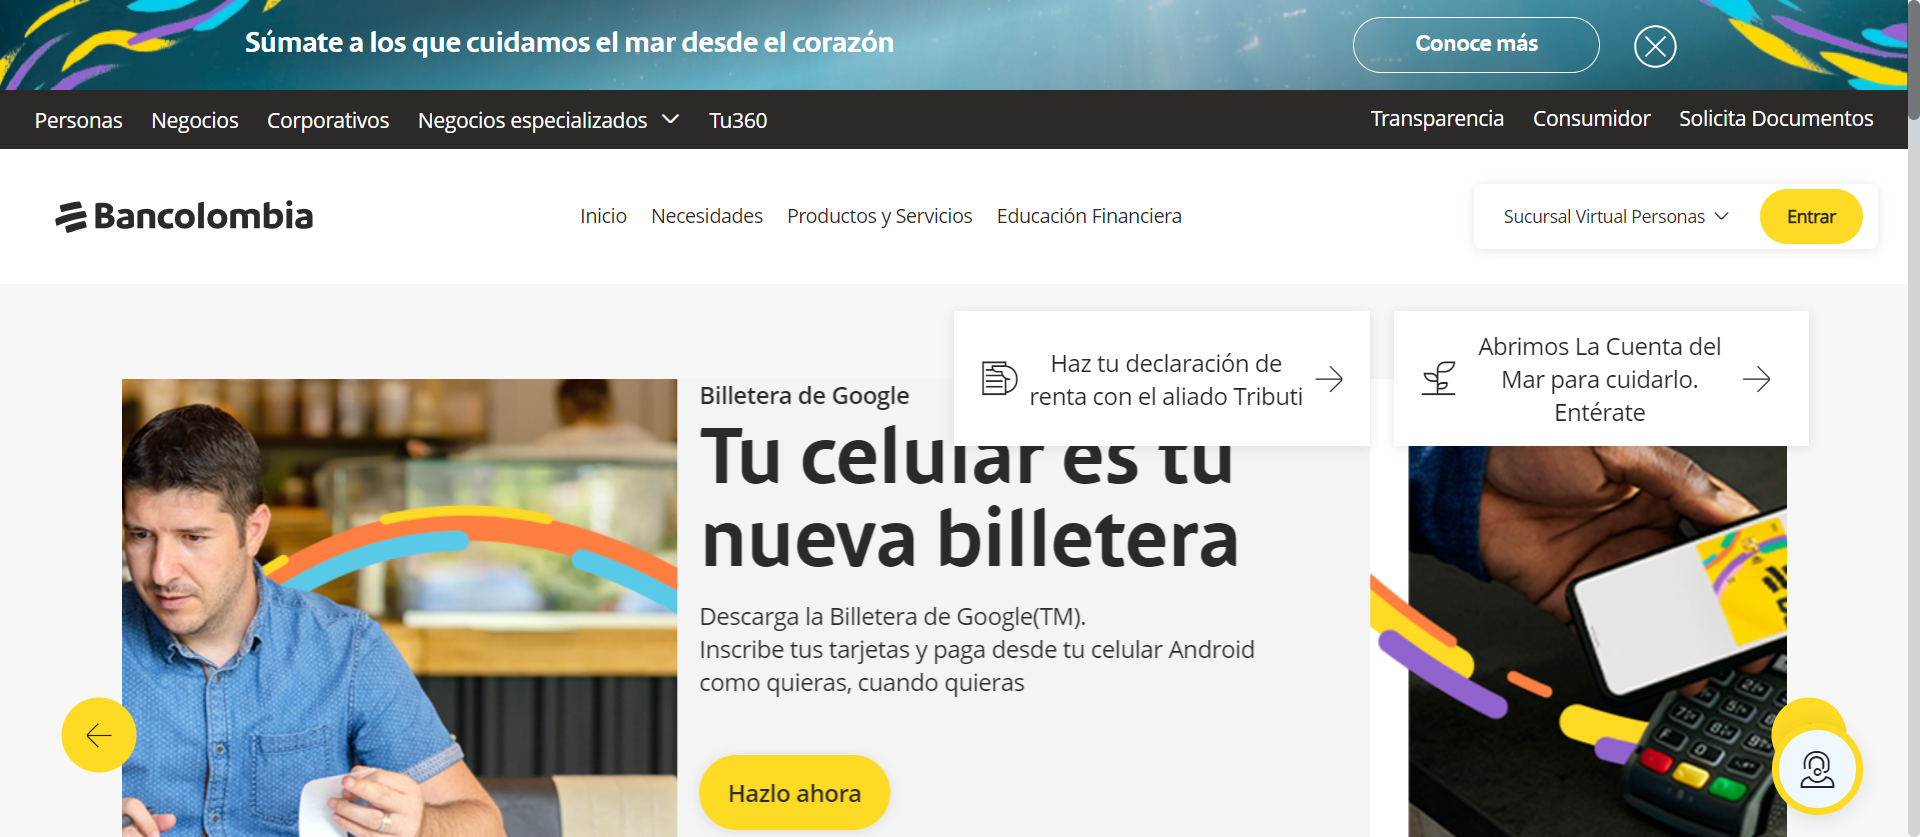 Súmate a los que cuidamos el mar desde el corazón
Conoce más
Personas Negocios Corporativos Negocios especializados Tu360
Transparencia Consumidor Solicita Documentos
Bancolombia
Inicio Necesidades Productos y Servicios Educación Financiera
Sucursal Virtual Personas
Entrar
Haz tu declaración de
renta con el aliado Tributi
Abrimos La Cuenta del
Mar para cuidarlo.
Entérate
Billetera de Google
Tu celular es tu
nueva billetera
Descarga la Billetera de Google(TM).
Inscribe tus tarjetas y paga desde tu celular Android
como quieras, cuando quieras
Hazlo ahora